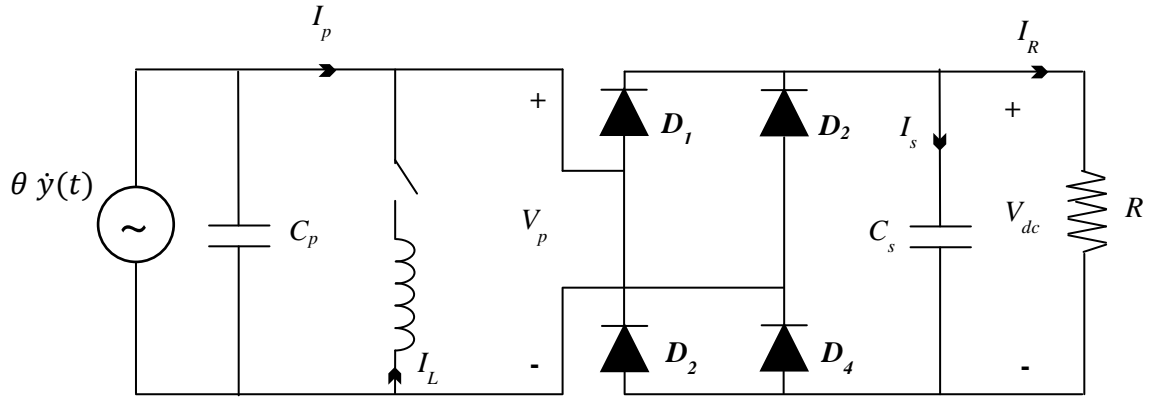 I_p
I_R
+
D_1
D_2
I_s
+
θ ẏ(t)
~
C_p
V_p
C_s
V_dc
R
I_L
-
D_2
D_4
-